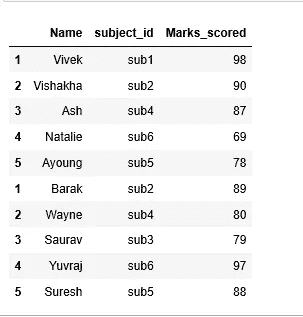 Name subject_id Marks_scored
1 Vivek sub1 98
2 Vishakha sub2 90
3 Ash sub4 87
4 Natalie sub6 69
5 Ayoung sub5 78
1 Barak sub2 89
2 Wayne sub4 80
3 Saurav sub3 79
4 Yuvraj sub6 97
5 Suresh sub5 88